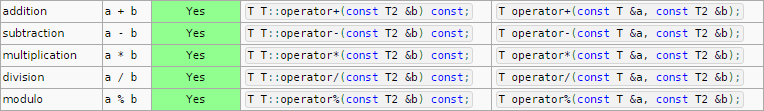 addition a + b Yes T T::operator+(const T2 &b) const; T operator+(const T &a, const T2 &b);
subtraction a - b Yes T T::operator-(const T2 &b) const; T operator-(const T &a, const T2 &b);
multiplication a * b Yes T T::operator*(const T2 &b) const; T operator*(const T &a, const T2 &b);
division a / b Yes T T::operator/(const T2 &b) const; T operator/(const T &a, const T2 &b);
modulo a % b Yes T T::operator%(const T2 &b) const; T operator%(const T &a, const T2 &b);